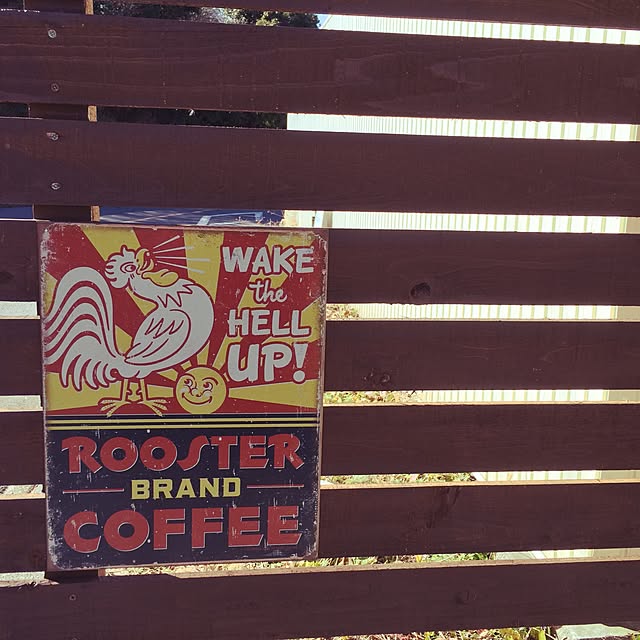 WAKE
the
HELL
UP!
ROOSTER
BRAND
COFFEE